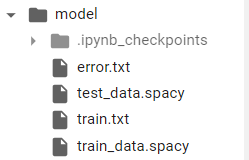 model
.ipynb_checkpoints
error.txt
test_data.spacy
train.txt
train_data.spacy